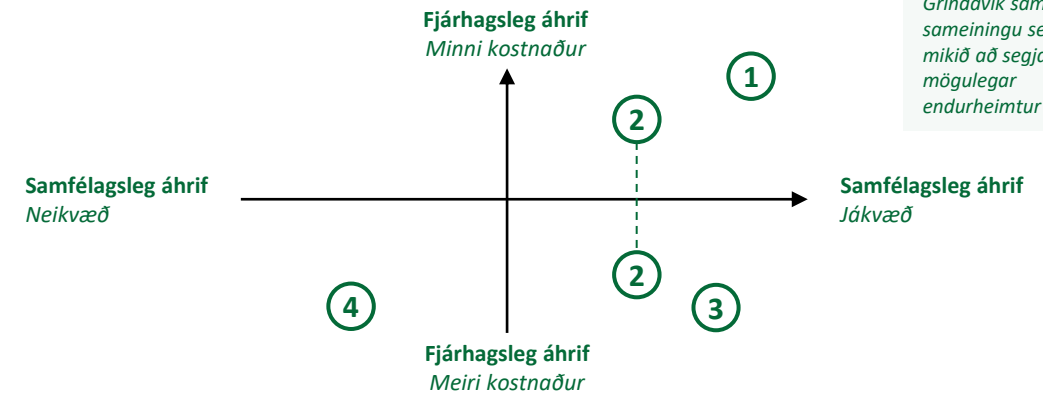 Fjárhagsleg áhrif
Minni kostnaður
sameiningu
mikið að segja
mögulegar
endurheimtur
1
2
Samfélagsleg áhrif
Neikvæð
Samfélagsleg áhrif
Jákvæð
2
4
3
Fjárhagsleg áhrif
Meiri kostnaður